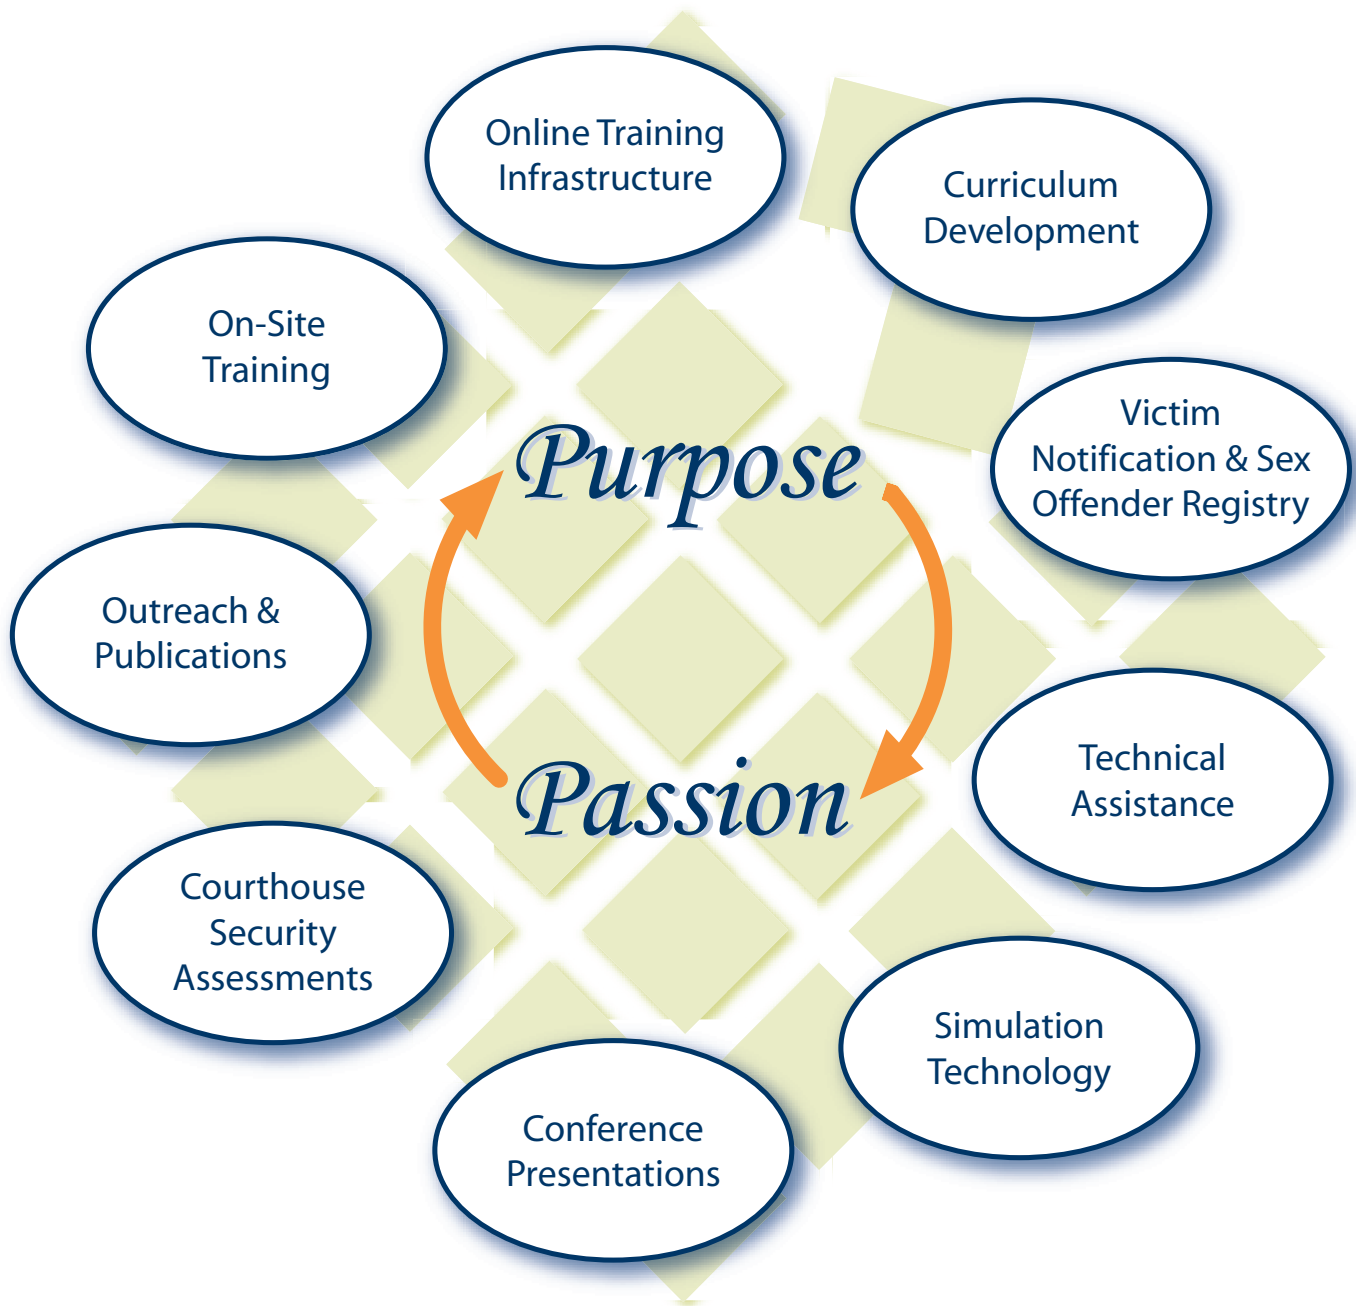 Online Training
Infrastructure
Curriculum
Development
On-Site
Training
Victim
Notification & Sex
Offender Registry
Purpose
Outreach &
Publications
Technical
Assistance
Passion
Courthouse
Security
Assessments
Simulation
Technology
Conference
Presentations